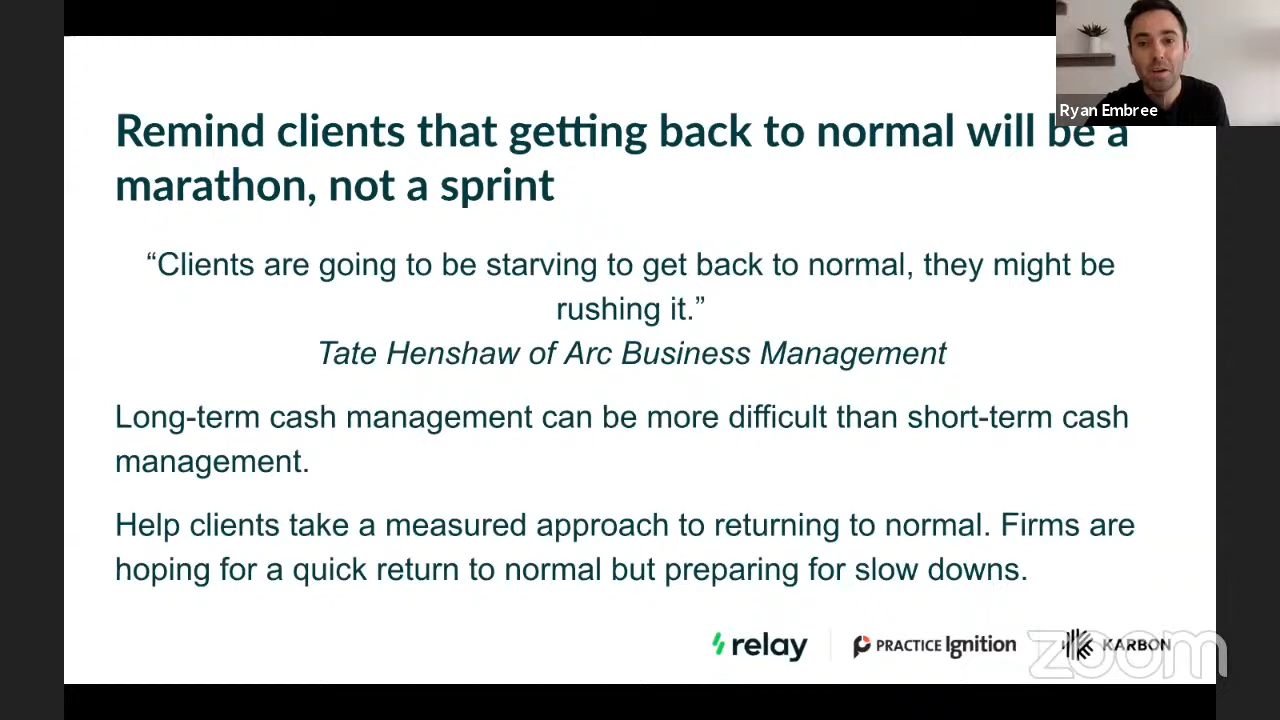 Ryan Embree
Remind clients that getting back to normal will be a
marathon, not a sprint
“Clients are going to be starving to get back to normal, they might be
rushing it.”
Tate Henshaw of Arc Business Management
Long-term cash management can be more difficult than short-term cash
management.
Help clients take a measured approach to returning to normal. Firms are
hoping for a quick return to normal but preparing for slow downs.
relay PRACTICE Ignition KARBON
zoom